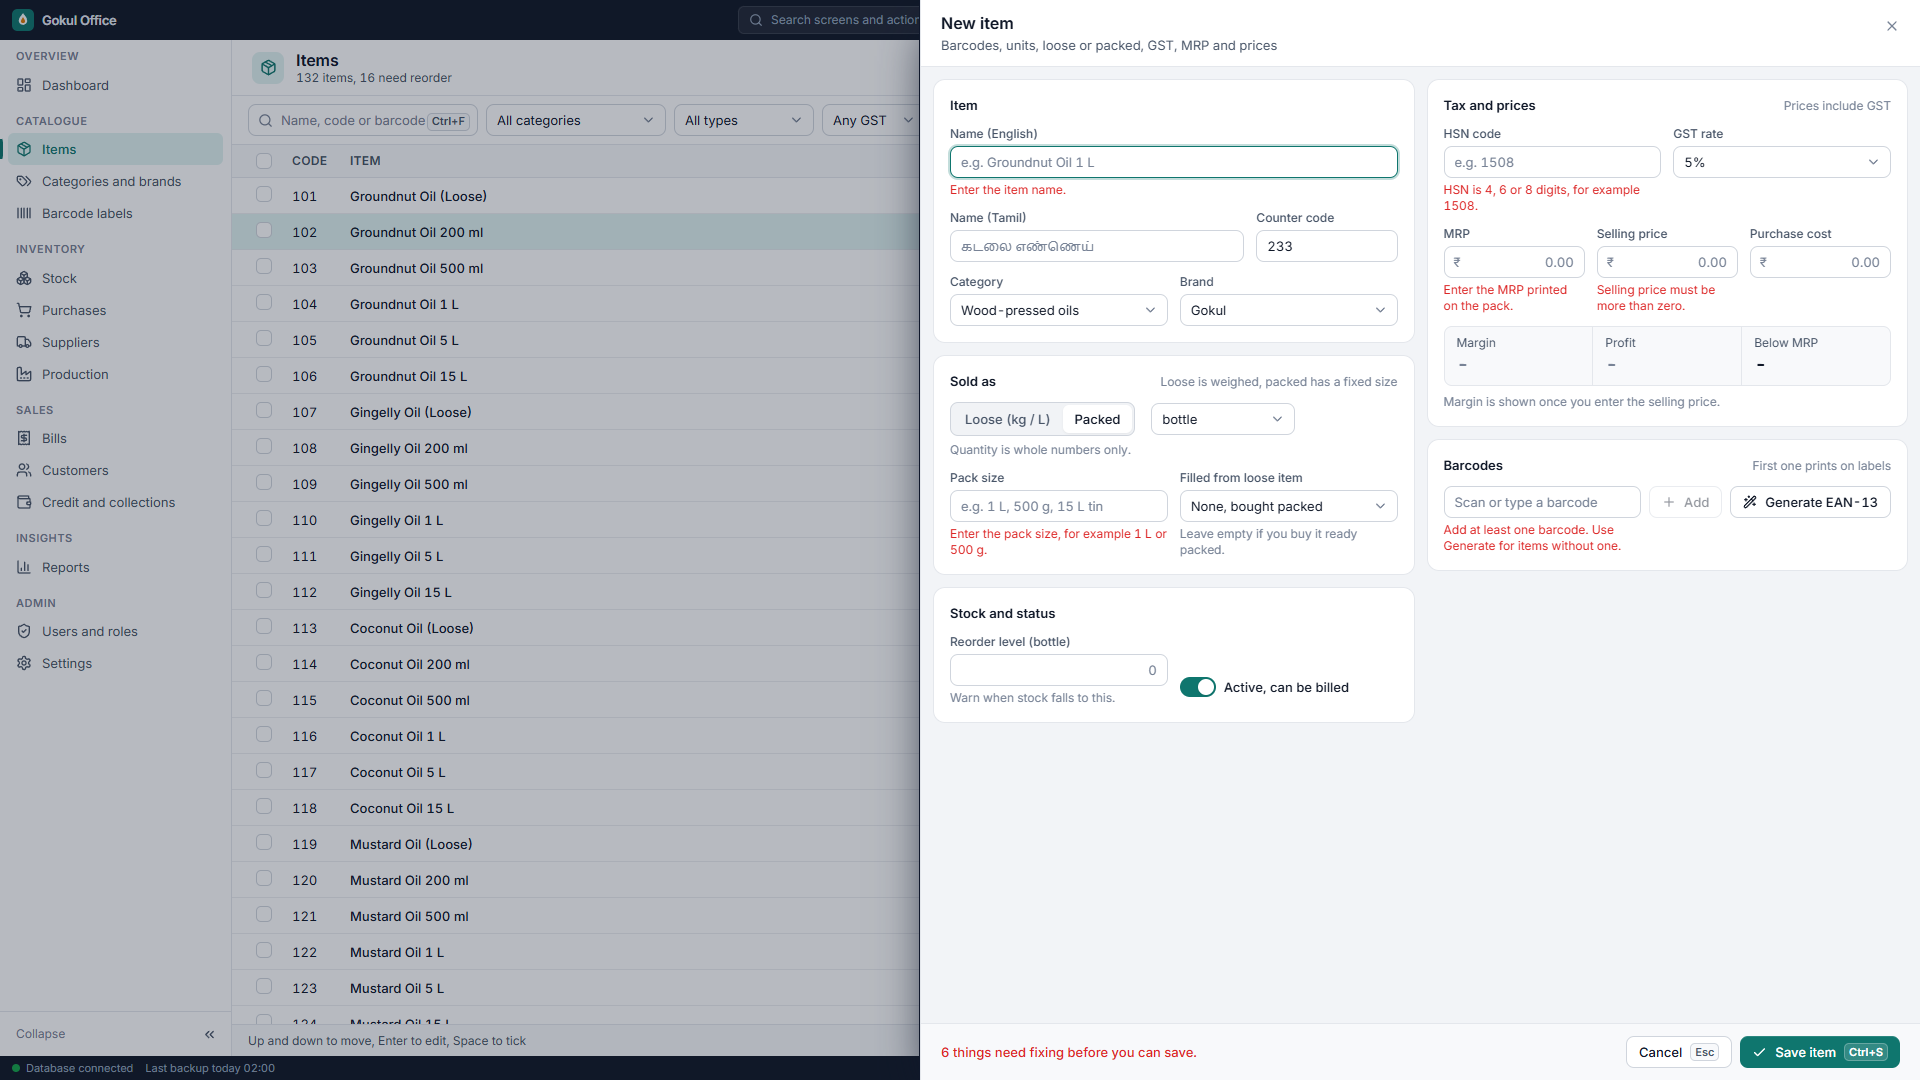 Gokul Office
Search screens and action
OVERVIEW
Dashboard
CATALOGUE
Items
Categories and brands
Barcode labels
INVENTORY
Stock
Purchases
Suppliers
Production
SALES
Bills
Customers
Credit and collections
INSIGHTS
Reports
ADMIN
Users and roles
Settings
Collapse
Database connected Last backup today 02:00
Items
132 items, 16 need reorder
Name, code or barcode Ctrl+F All categories All types Any GST
CODE ITEM
101 Groundnut Oil (Loose)
102 Groundnut Oil 200 ml
103 Groundnut Oil 500 ml
104 Groundnut Oil 1 L
105 Groundnut Oil 5 L
106 Groundnut Oil 15 L
107 Gingelly Oil (Loose)
108 Gingelly Oil 200 ml
109 Gingelly Oil 500 ml
110 Gingelly Oil 1 L
111 Gingelly Oil 5 L
112 Gingelly Oil 15 L
113 Coconut Oil (Loose)
114 Coconut Oil 200 ml
115 Coconut Oil 500 ml
116 Coconut Oil 1 L
117 Coconut Oil 5 L
118 Coconut Oil 15 L
119 Mustard Oil (Loose)
120 Mustard Oil 200 ml
121 Mustard Oil 500 ml
122 Mustard Oil 1 L
123 Mustard Oil 5 L
124 Mustard Oil 15 L
Up and down to move, Enter to edit, Space to tick
New item
Barcodes, units, loose or packed, GST, MRP and prices
Item
Name (English)
e.g. Groundnut Oil 1 L
Enter the item name.
Name (Tamil) Counter code
கடலை எண்ணெய் 233
Category Brand
Wood-pressed oils Gokul
Sold as Loose is weighed, packed has a fixed size
Loose (kg / L) Packed bottle
Quantity is whole numbers only.
Pack size Filled from loose item
e.g. 1 L, 500 g, 15 L tin None, bought packed
Enter the pack size, for example 1 L or
500 g.
Leave empty if you buy it ready
packed.
Stock and status
Reorder level (bottle)
0
Active, can be billed
Warn when stock falls to this.
Tax and prices Prices include GST
HSN code GST rate
e.g. 1508 5%
HSN is 4, 6 or 8 digits, for example
1508.
MRP Selling price Purchase cost
₹ 0.00 ₹ 0.00 ₹ 0.00
Enter the MRP printed
on the pack.
Selling price must be
more than zero.
Margin Profit Below MRP
– – –
Margin is shown once you enter the selling price.
Barcodes First one prints on labels
Scan or type a barcode + Add Generate EAN-13
Add at least one barcode. Use
Generate for items without one.
6 things need fixing before you can save.
Cancel Esc Save item Ctrl+S